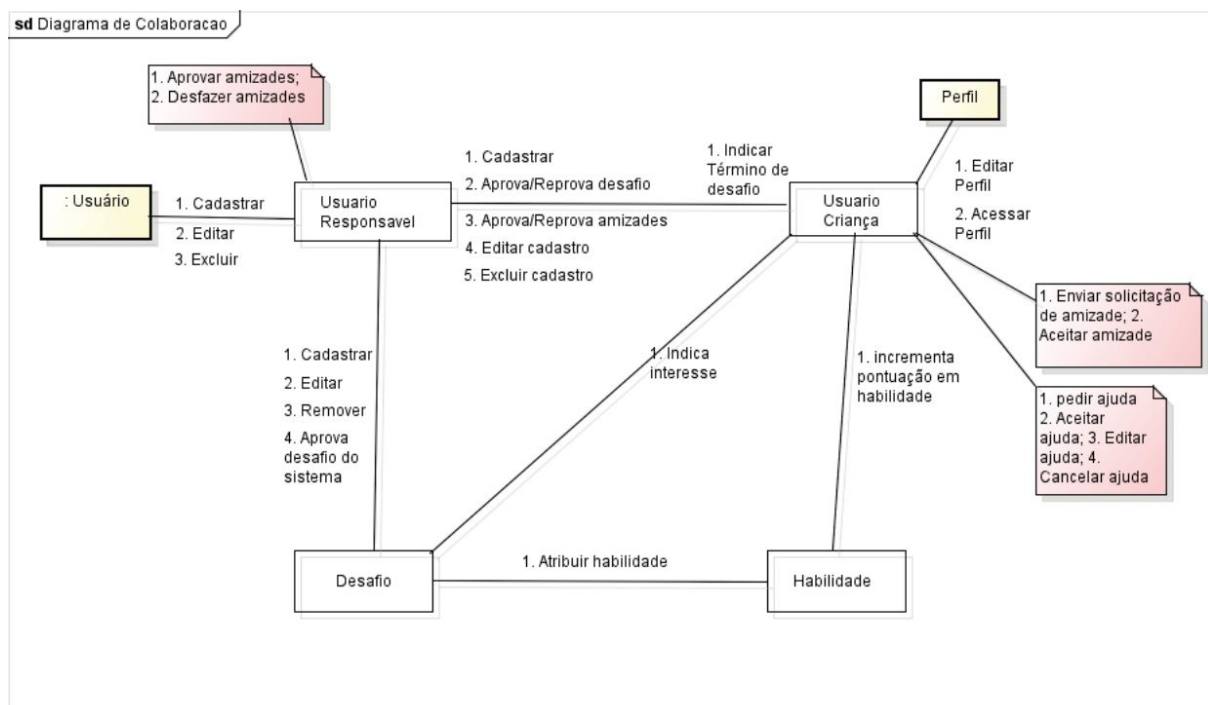 sd Diagrama de Colaboracao
1. Aprovar amizades;
2. Desfazer amizades
Perfil
: Usuário
1. Cadastrar
2. Editar
3. Excluir
Usuario
Responsavel
1. Cadastrar
2. Aprova/Reprova desafio
3. Aprova/Reprova amizades
4. Editar cadastro
5. Excluir cadastro
1. Indicar
Término de
desafio
Usuario
Criança
1. Editar
Perfil
2. Acessar
Perfil
1. Enviar solicitação
de amizade; 2.
Aceitar amizade
1. Cadastrar
2. Editar
3. Remover
4. Aprova
desafio do
sistema
1. Indica
interesse
1. incrementa
pontuação em
habilidade
1. pedir ajuda
2. Aceitar
ajuda; 3. Editar
ajuda; 4.
Cancelar ajuda
Desafio
1. Atribuir habilidade
Habilidade